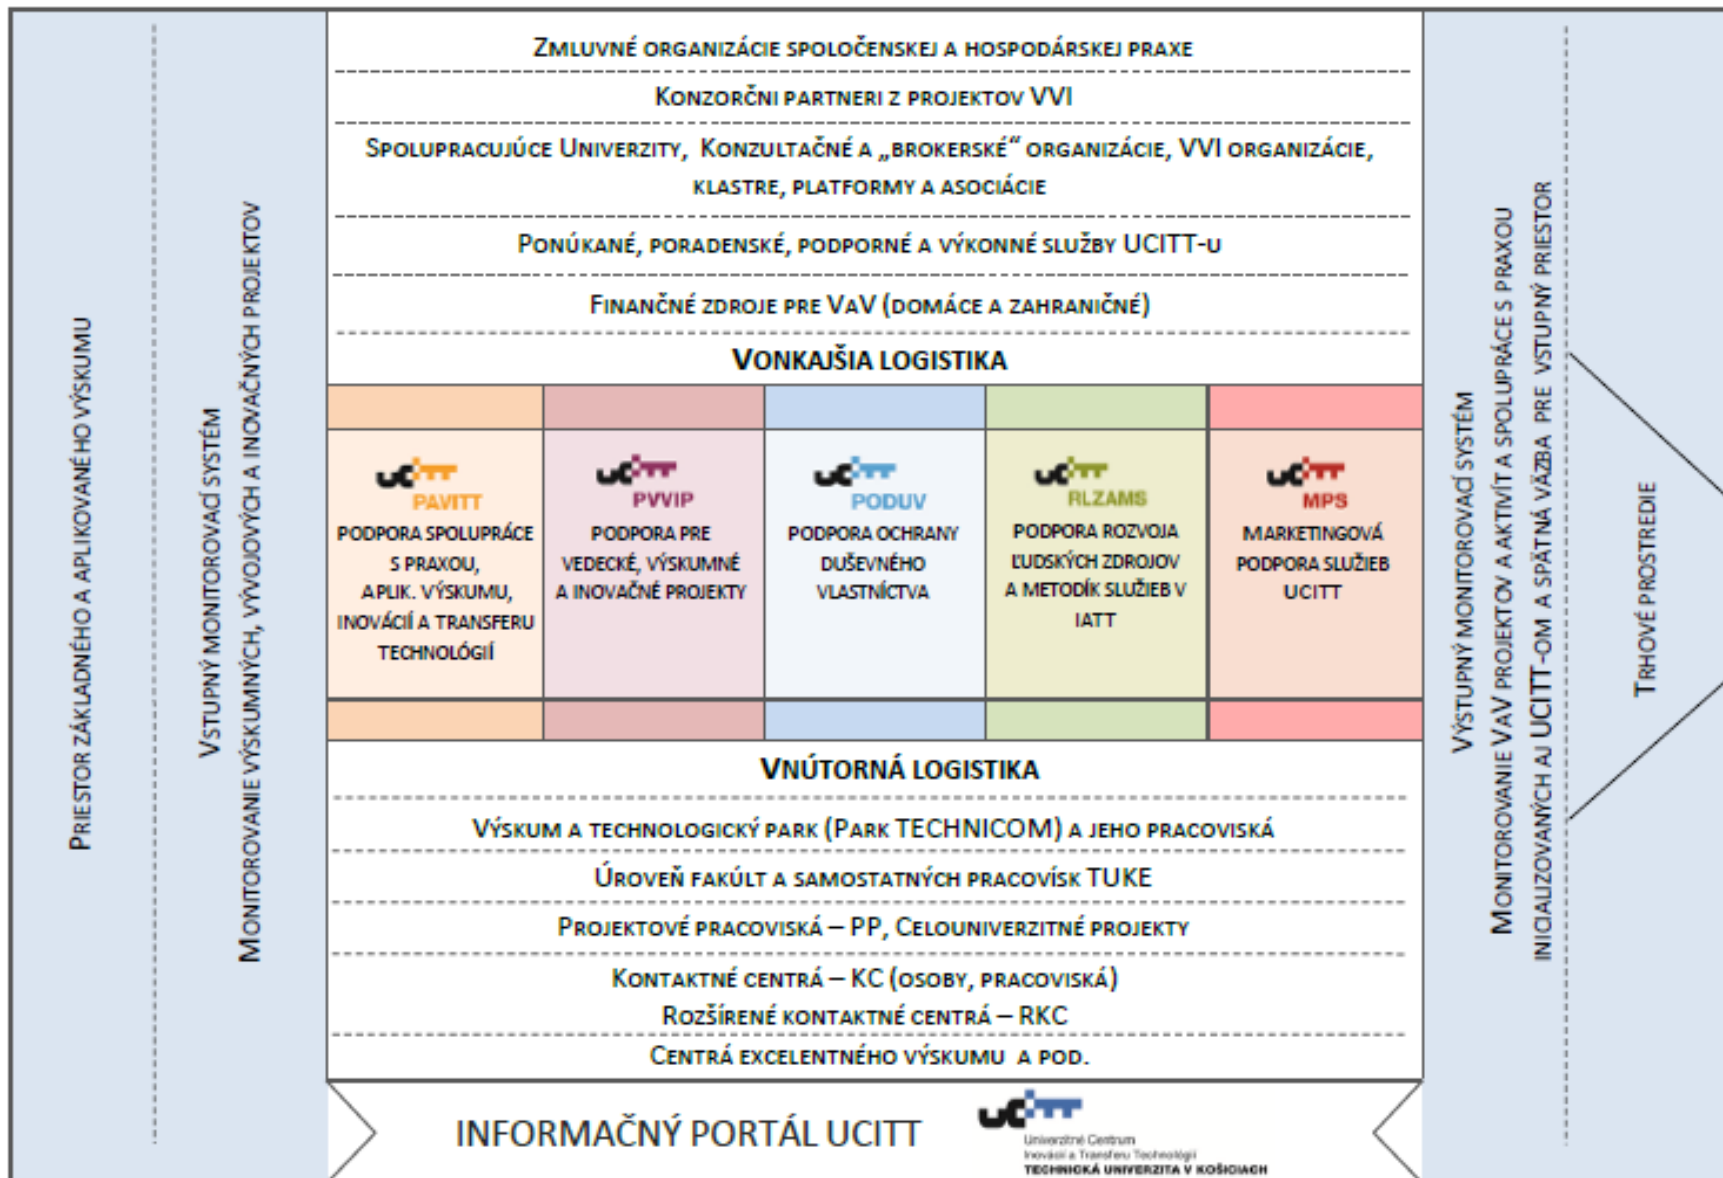 Priestor základného a aplikovaného výskumu
Vstupný monitorovací systém
Monitorovanie výskumných, vývojových a inovačných projektov
Zmluvné organizácie spoločenskej a hospodárskej praxe
Konzorčni partneri z projektov VVI
Spolupracujúce Univerzity, Konzultačné a „brokerské“ organizácie, VVI organizácie,
klastre, platformy a asociácie
Ponúkané, poradenské, podporné a výkonné služby UCITT-u
Finančné zdroje pre VaV (domáce a zahraničné)
Vonkajšia logistika
uc
PAVITT
PODPORA SPOLUPRÁCE
S PRAXOU,
APLIK. VÝSKUMU,
INOVÁCIÍ A TRANSFERU
TECHNOLÓGIÍ
uc
PVVIP
PODPORA PRE
VEDECKÉ, VÝSKUMNÉ
A INOVAČNÉ PROJEKTY
uc
PODUV
PODPORA OCHRANY
DUŠEVNÉHO
VLASTNÍCTVA
uc
RLZAMS
PODPORA ROZVOJA
ĽUDSKÝCH ZDROJOV
A METODÍK SLUŽIEB V
IATT
uc
MPS
MARKETINGOVÁ
PODPORA SLUŽIEB
UCITT
Vnútorná logistika
Výskum a technologický park (Park TECHNICOM) a jeho pracoviská
Úroveň fakúlt a samostatných pracovísk TUKE
Projektové pracoviská – PP, Celouniverzitné projekty
Kontaktné centrá – KC (osoby, pracoviská)
Rozšírené kontaktné centrá – RKC
Centrá excelentného výskumu a pod.
INFORMAČNÝ PORTÁL UCITT
uc
Univerzitné Centrum
Inovácií a Transferu Technológií
TECHNICKÁ UNIVERZITA V KOŠICIACH
Výstupný monitorovací systém
Monitorovanie VaV projektov a aktivít a spolupráce s praxou
inicializovaných aj UCITT-om a spätná väzba pre vstupný priestor
Trhové prostredie